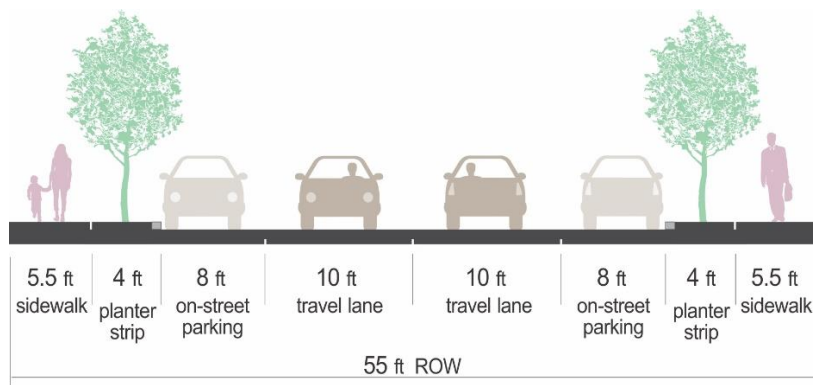 5.5 ft
sidewalk
4 ft
planter
strip
8 ft
on-street
parking
10 ft
travel lane
10 ft
travel lane
8 ft
on-street
parking
4 ft
planter
strip
5.5 ft
sidewalk
55 ft ROW